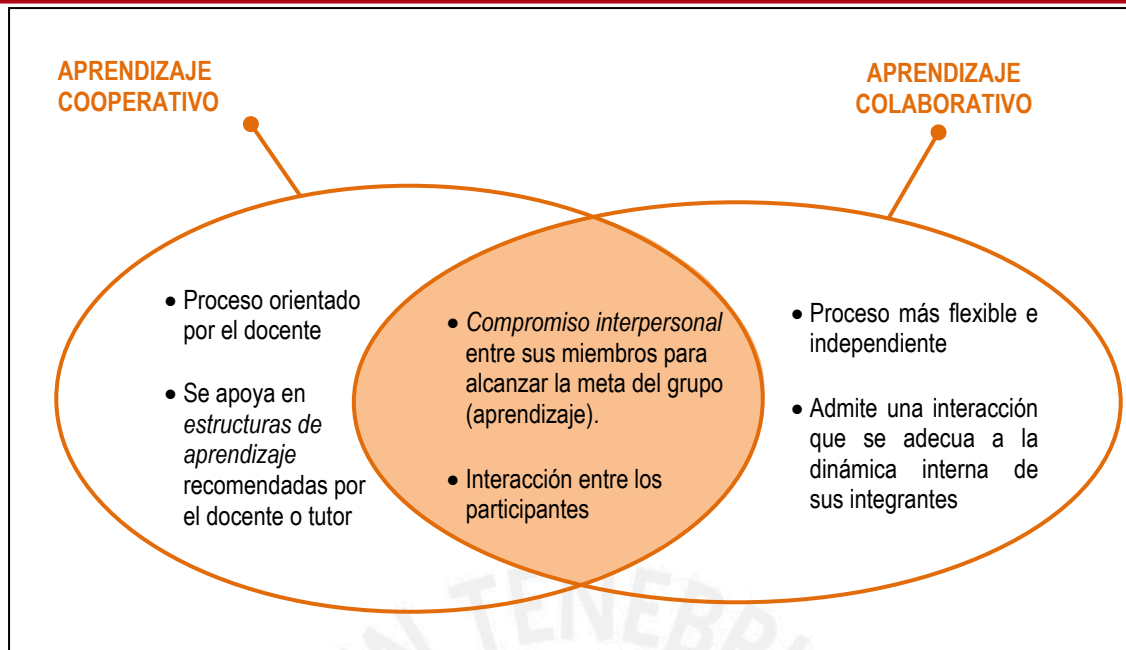 APRENDIZAJE
COOPERATIVO
APRENDIZAJE
COLABORATIVO
• Proceso orientado
por el docente
• Se apoya en
estructuras de
aprendizaje
recomendadas por
el docente o tutor
• Compromiso interpersonal
entre sus miembros para
alcanzar la meta del grupo
(aprendizaje).
• Interacción entre los
participantes
• Proceso más flexible e
independiente
• Admite una interacción
que se adecua a la
dinámica interna de
sus integrantes